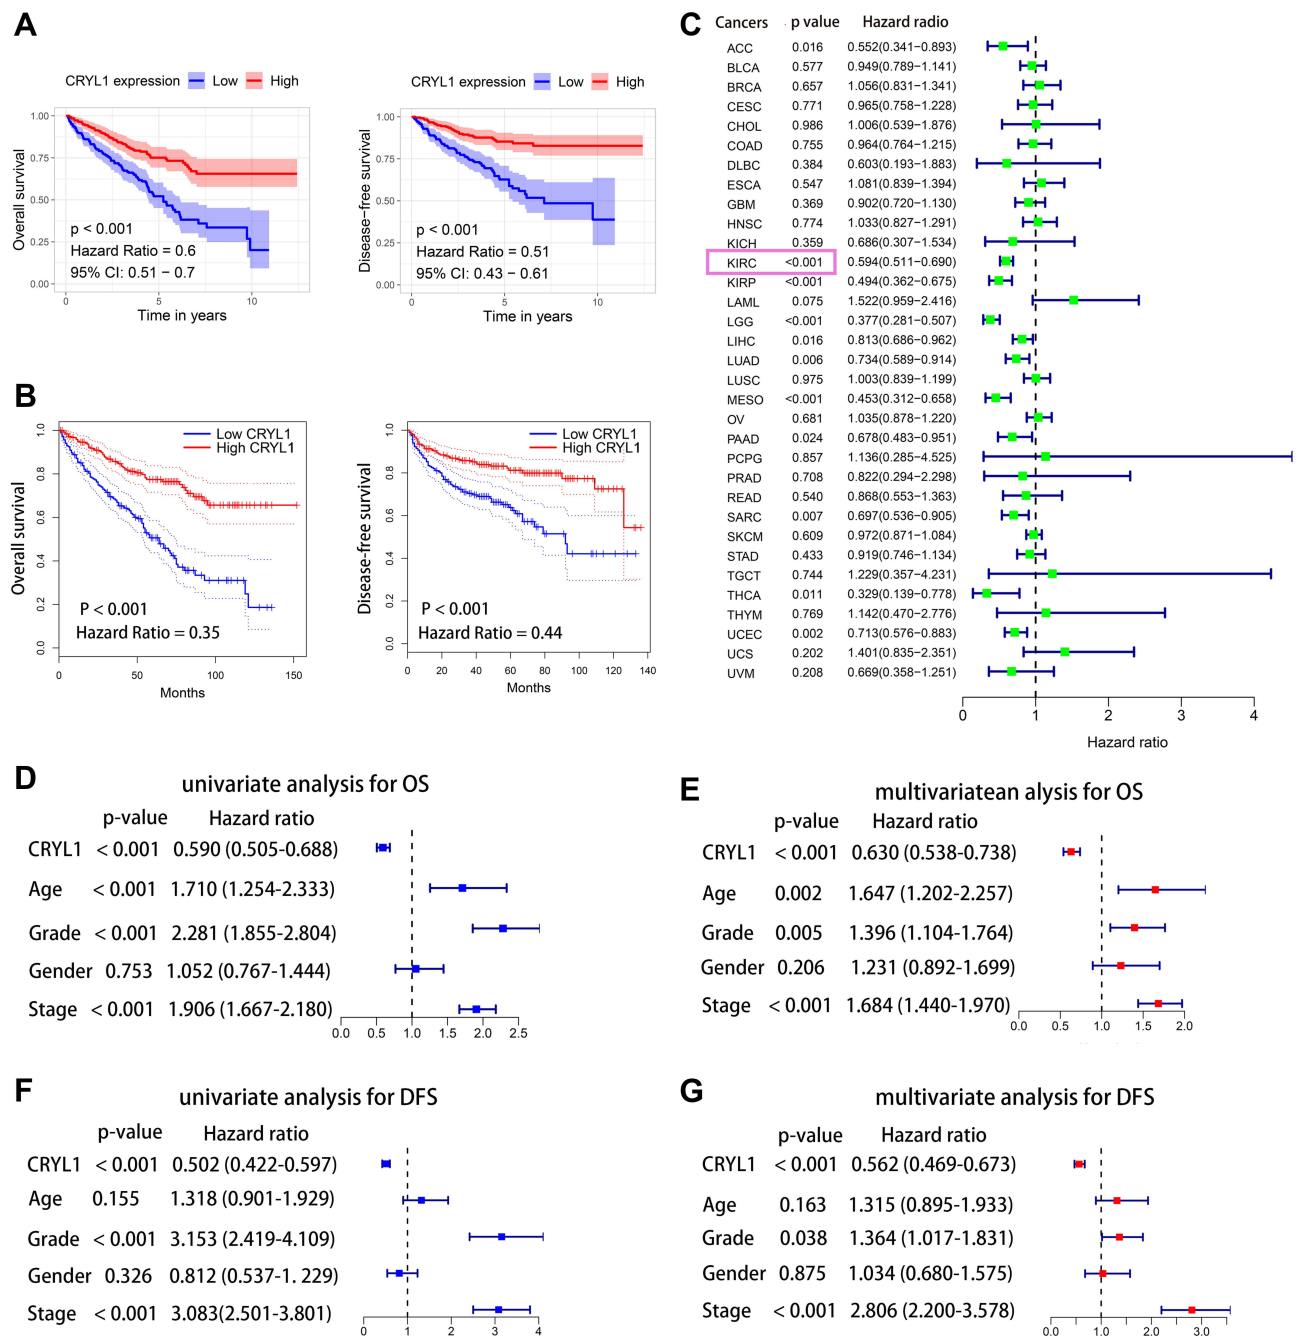 A
CRYL1 expression Low High
Overall survival
1.00
0.75
0.50
0.25
0.00
p < 0.001
Hazard Ratio = 0.6
95% CI: 0.51 − 0.7
0 5 10
Time in years
CRYL1 expression Low High
Disease−free survival
1.00
0.75
0.50
0.25
0.00
p < 0.001
Hazard Ratio = 0.51
95% CI: 0.43 − 0.61
0 5 10
Time in years
B
Overall survival
1.0
0.8
0.6
0.4
0.2
0.0
Low CRYL1
High CRYL1
P < 0.001
Hazard Ratio = 0.35
0 50 100 150
Months
Disease-free survival
1.0
0.8
0.6
0.4
0.2
0.0
Low CRYL1
High CRYL1
P < 0.001
Hazard Ratio = 0.44
0 20 40 60 80 100 120 140
Months
C
Cancers p value Hazard radio
ACC 0.016 0.552(0.341−0.893)
BLCA 0.577 0.949(0.789−1.141)
BRCA 0.657 1.056(0.831−1.341)
CESC 0.771 0.965(0.758−1.228)
CHOL 0.986 1.006(0.539−1.876)
COAD 0.755 0.964(0.764−1.215)
DLBC 0.384 0.603(0.193−1.883)
ESCA 0.547 1.081(0.839−1.394)
GBM 0.369 0.902(0.720−1.130)
HNSC 0.774 1.033(0.827−1.291)
KICH 0.359 0.686(0.307−1.534)
KIRC <0.001 0.594(0.511−0.690)
KIRP <0.001 0.494(0.362−0.675)
LAML 0.075 1.522(0.959−2.416)
LGG <0.001 0.377(0.281−0.507)
LIHC 0.016 0.813(0.686−0.962)
LUAD 0.006 0.734(0.589−0.914)
LUSC 0.975 1.003(0.839−1.199)
MESO <0.001 0.453(0.312−0.658)
OV 0.681 1.035(0.878−1.220)
PAAD 0.024 0.678(0.483−0.951)
PCPG 0.857 1.136(0.285−4.525)
PRAD 0.708 0.822(0.294−2.298)
READ 0.540 0.868(0.553−1.363)
SARC 0.007 0.697(0.536−0.905)
SKCM 0.609 0.972(0.871−1.084)
STAD 0.433 0.919(0.746−1.134)
TGCT 0.744 1.229(0.357−4.231)
THCA 0.011 0.329(0.139−0.778)
THYM 0.769 1.142(0.470−2.776)
UCEC 0.002 0.713(0.576−0.883)
UCS 0.202 1.401(0.835−2.351)
UVM 0.208 0.669(0.358−1.251)
0 1 2 3 4
Hazard ratio
D
univariate analysis for OS
p-value Hazard ratio
CRYL1 < 0.001 0.590 (0.505-0.688)
Age < 0.001 1.710 (1.254-2.333)
Grade < 0.001 2.281 (1.855-2.804)
Gender 0.753 1.052 (0.767-1.444)
Stage < 0.001 1.906 (1.667-2.180)
0.0 0.5 1.0 1.5 2.0 2.5
E
multivariatean alysis for OS
p-value Hazard ratio
CRYL1 < 0.001 0.630 (0.538-0.738)
Age 0.002 1.647 (1.202-2.257)
Grade 0.005 1.396 (1.104-1.764)
Gender 0.206 1.231 (0.892-1.699)
Stage < 0.001 1.684 (1.440-1.970)
0.0 0.5 1.0 1.5 2.0
F
univariate analysis for DFS
p-value Hazard ratio
CRYL1 < 0.001 0.502 (0.422-0.597)
Age 0.155 1.318 (0.901-1.929)
Grade < 0.001 3.153 (2.419-4.109)
Gender 0.326 0.812 (0.537-1. 229)
Stage < 0.001 3.083(2.501-3.801)
0 1 2 3 4
G
multivariate analysis for DFS
p-value Hazard ratio
CRYL1 < 0.001 0.562 (0.469-0.673)
Age 0.163 1.315 (0.895-1.933)
Grade 0.038 1.364 (1.017-1.831)
Gender 0.875 1.034 (0.680-1.575)
Stage < 0.001 2.806 (2.200-3.578)
0.0 1.0 2.0 3.0